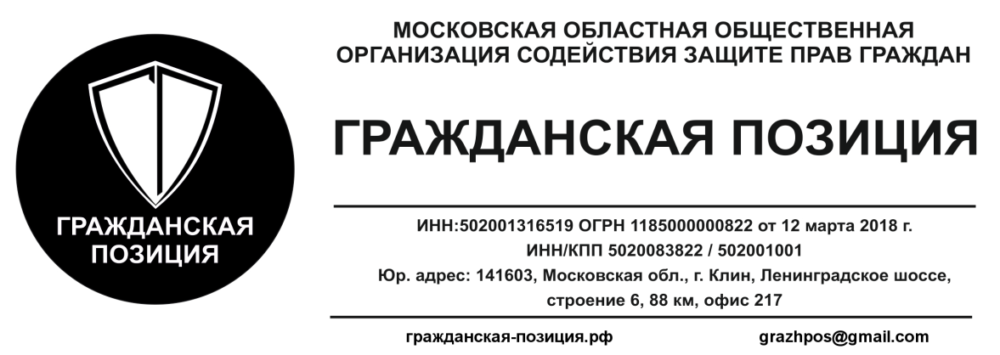 ГРАЖДАНСКАЯ
ПОЗИЦИЯ
МОСКОВСКАЯ ОБЛАСТНАЯ ОБЩЕСТВЕННАЯ
ОРГАНИЗАЦИЯ СОДЕЙСТВИЯ ЗАЩИТЕ ПРАВ ГРАЖДАН
ГРАЖДАНСКАЯ ПОЗИЦИЯ
ИНН:502001316519 ОГРН 1185000000822 от 12 марта 2018 г.
ИНН/КПП 5020083822 / 502001001
Юр. адрес: 141603, Московская обл., г. Клин, Ленинградское шоссе,
строение 6, 88 км, офис 217
гражданская-позиция.рф grazhpos@gmail.com